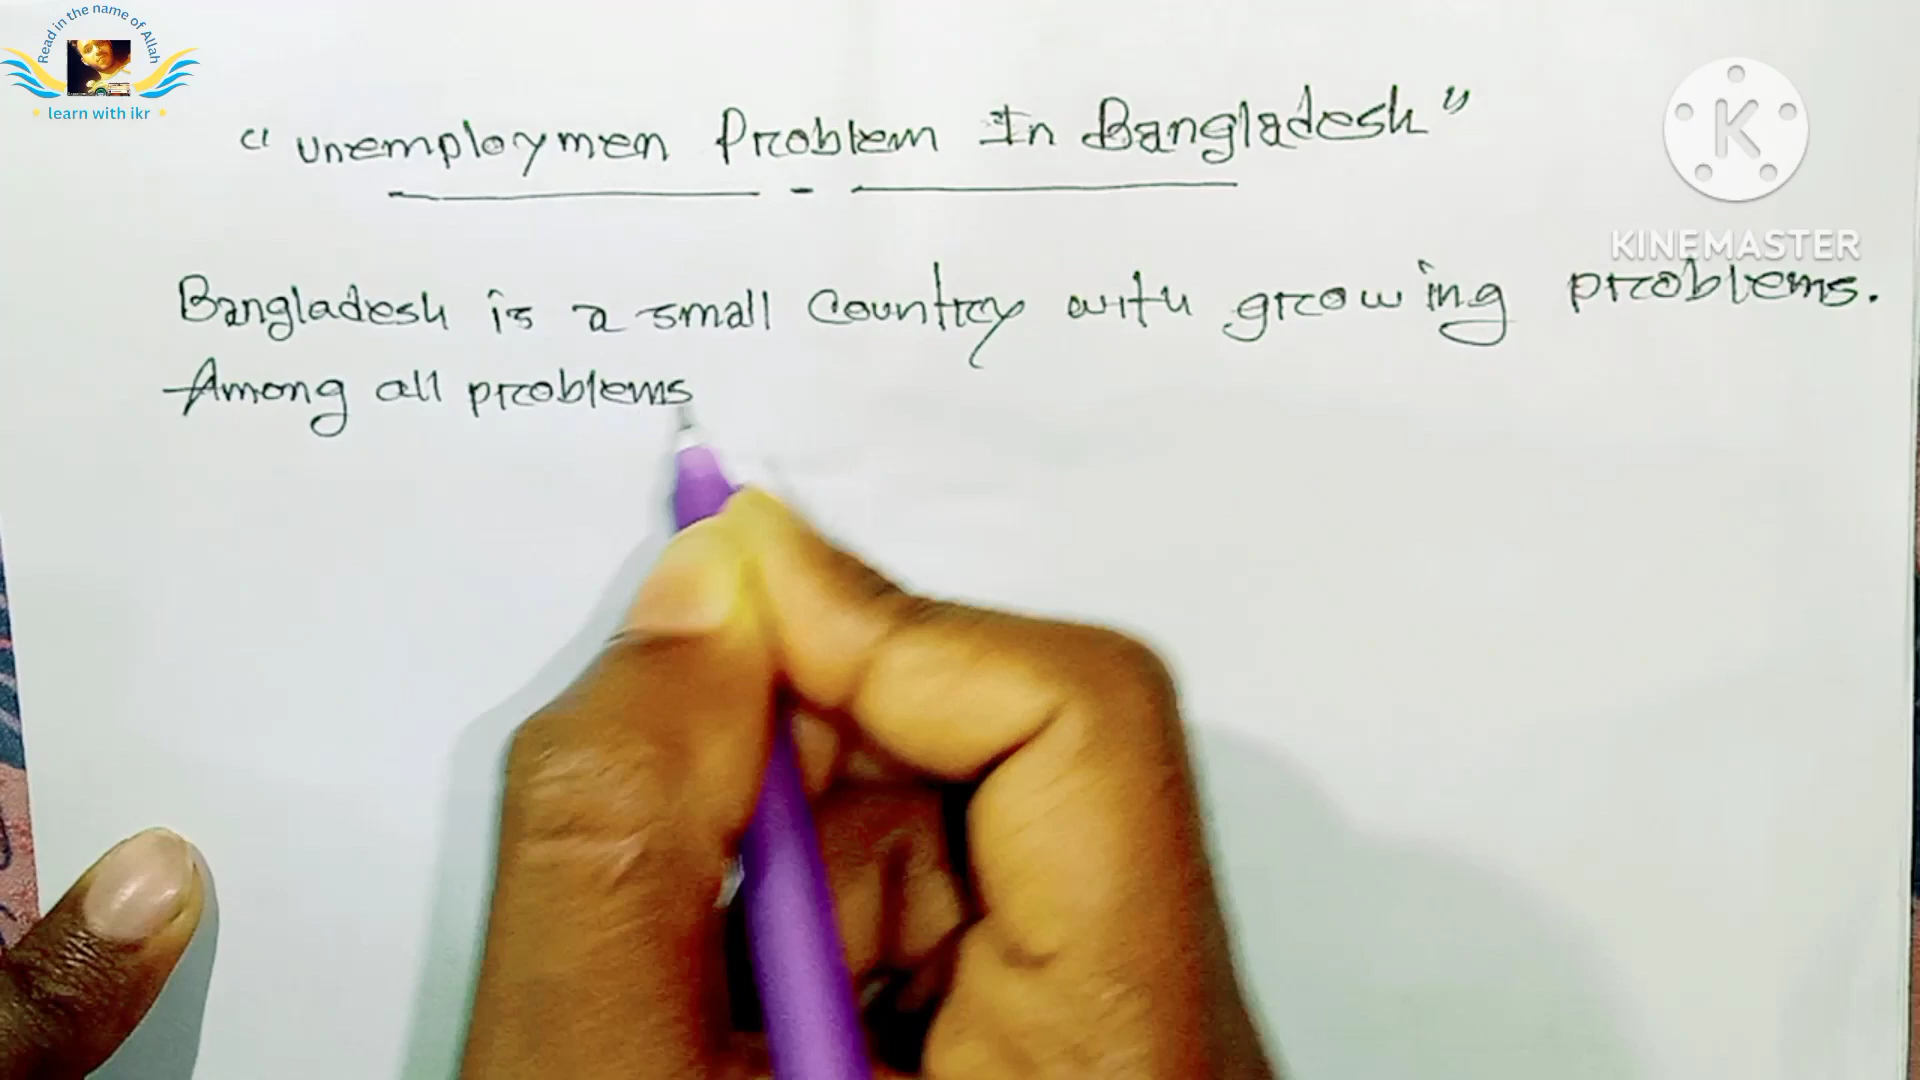 Read in the name of Allah
learn with ikr
KINEMASTER
"Unemploymen Problem In Bangladesh"
Bangladesh is a small Country with growing problems.
Among all problems